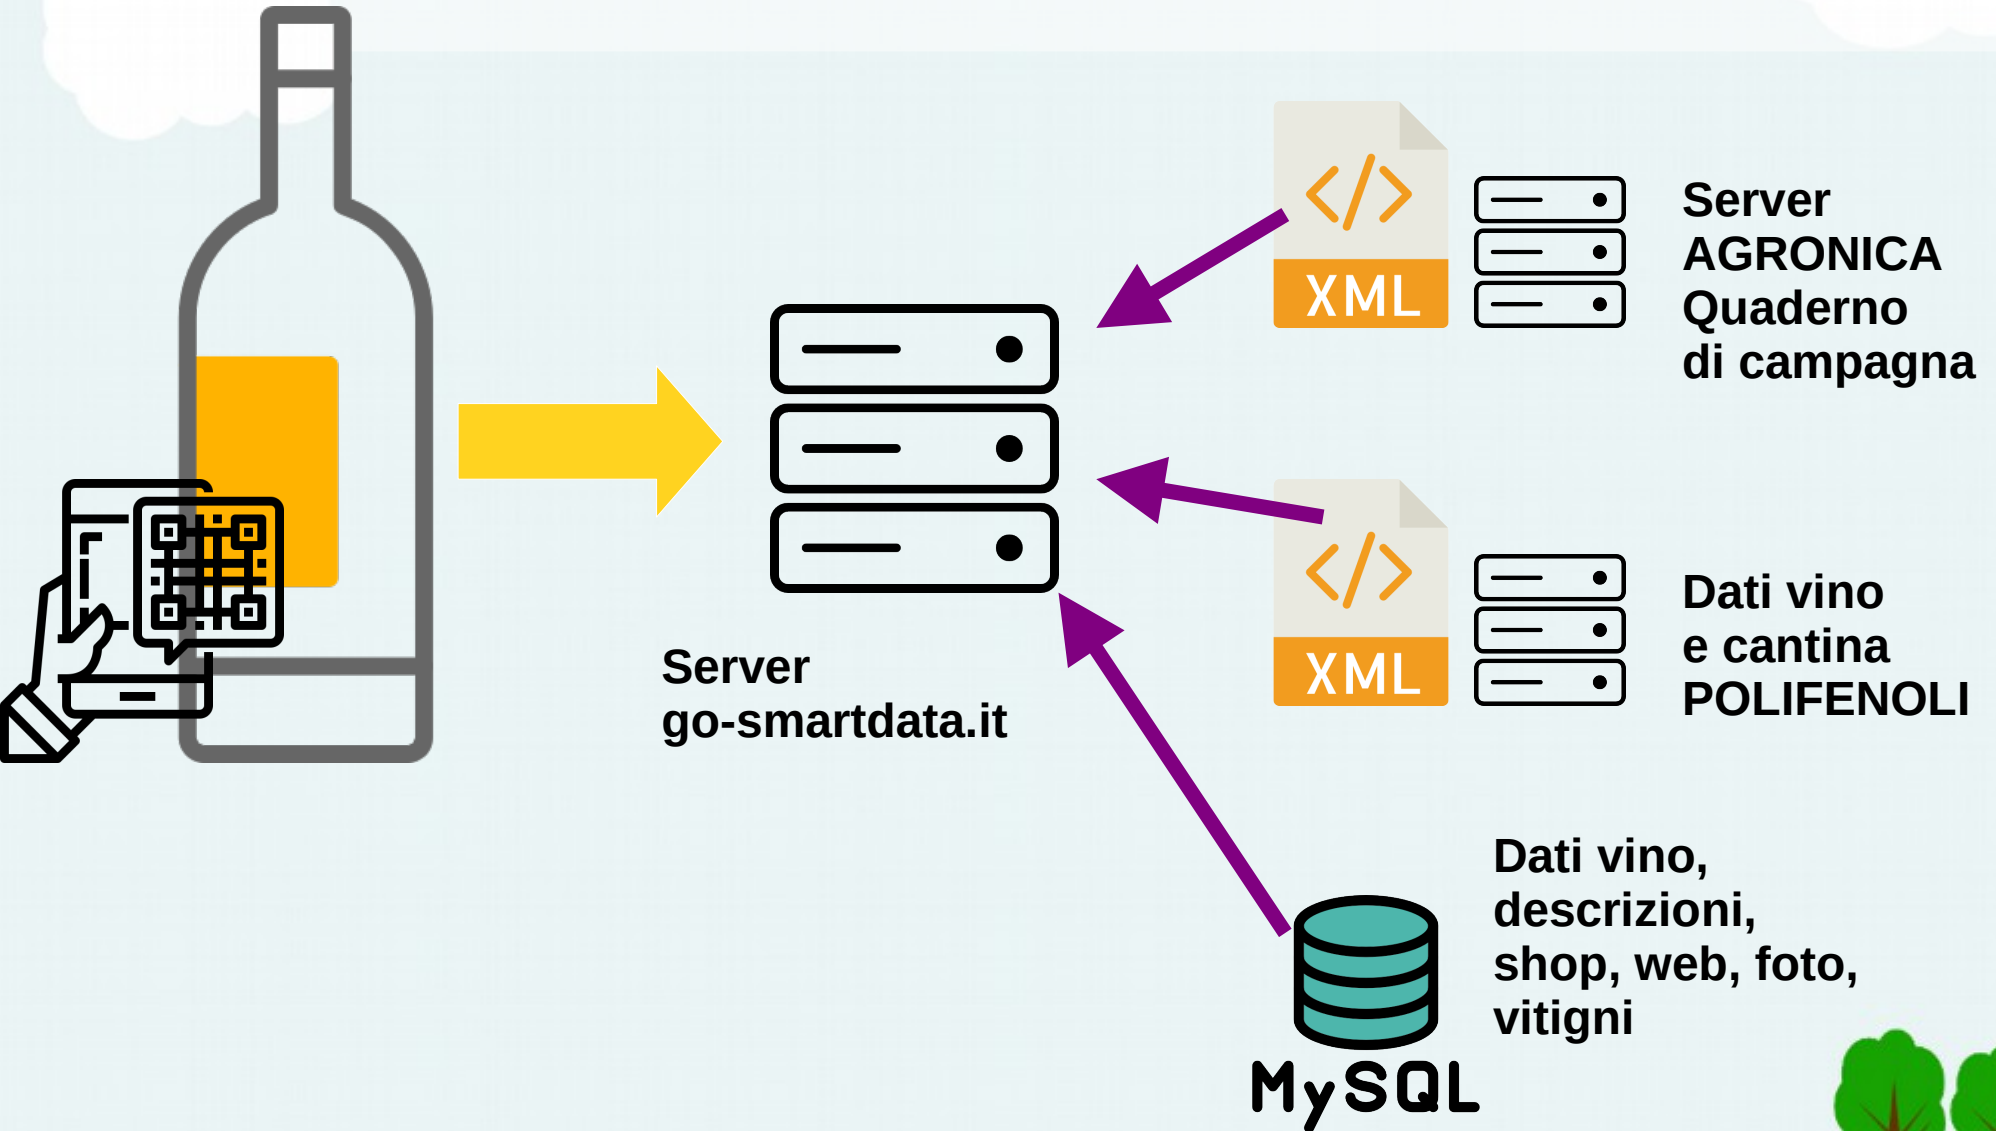 XML
Server
AGRONICA
Quaderno
di campagna
Server
go-smartdata.it
XML
Dati vino
e cantina
POLIFENOLI
Dati vino,
descrizioni,
shop, web, foto,
vitigni
MySQL